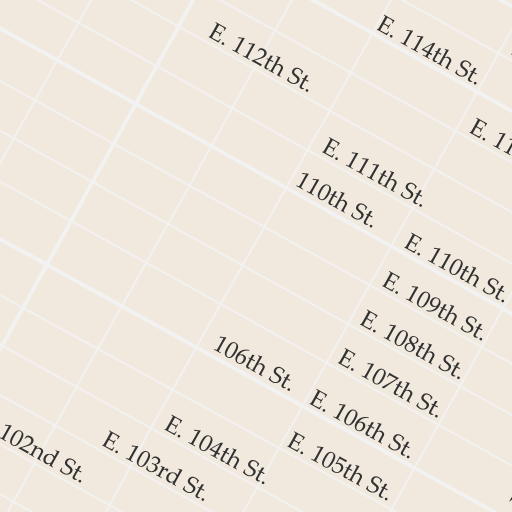 E. 114th St.
E. 112th St.
E. 11
E. 111th St.
110th St.
E. 110th St.
E. 109th St.
E. 108th St.
106th St.
E. 107th St.
E. 106th St.
E. 104th St.
102nd St.
E. 103rd St.
E. 105th St.